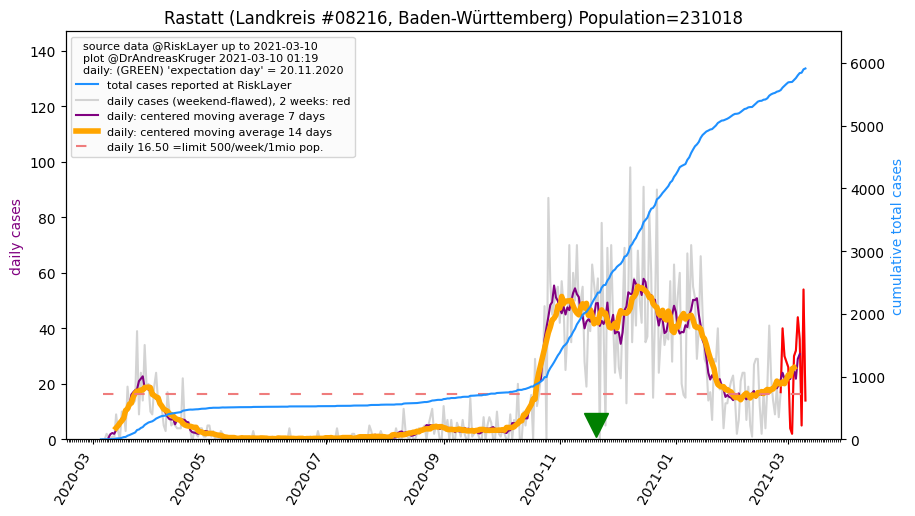 Rastatt (Landkreis #08216, Baden-Württemberg) Population=231018
source data @RiskLayer up to 2021-03-10
plot @DrAndreasKruger 2021-03-10 01:19
daily: (GREEN) 'expectation day' = 20.11.2020
total cases reported at RiskLayer
daily cases (weekend-flawed), 2 weeks: red
daily: centered moving average 7 days
daily: centered moving average 14 days
daily 16.50 =limit 500/week/1mio pop.
daily cases
140
120
100
80
60
40
20
0
cumulative total cases
6000
5000
4000
3000
2000
1000
0
2020-03
2020-05
2020-07
2020-09
2020-11
2021-01
2021-03